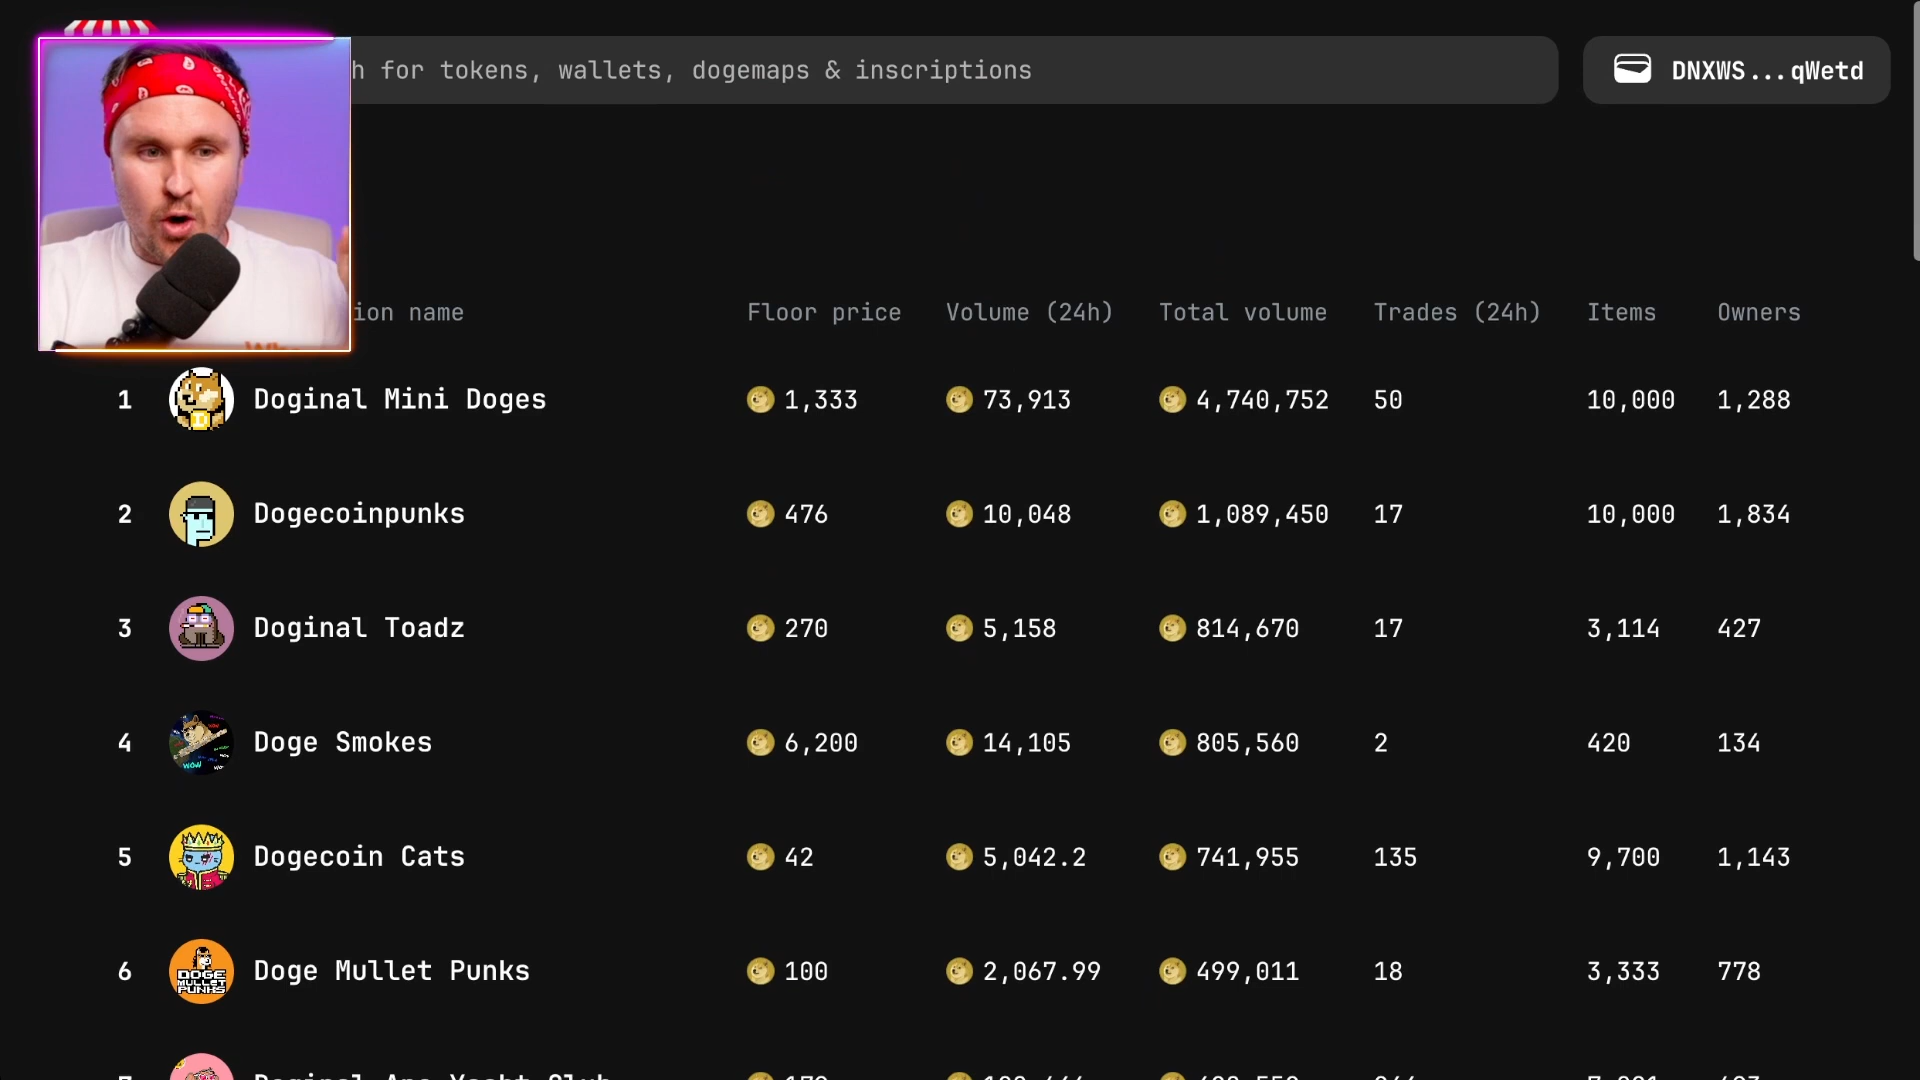 h for tokens, wallets, dogemaps & inscriptions
DNXWS...qWetd
ion name Floor price Volume (24h) Total volume Trades (24h) Items Owners
1 Doginal Mini Doges 1,333 73,913 4,740,752 50 10,000 1,288
2 Dogecoinpunks 476 10,048 1,089,450 17 10,000 1,834
3 Doginal Toadz 270 5,158 814,670 17 3,114 427
4 Doge Smokes 6,200 14,105 805,560 2 420 134
5 Dogecoin Cats 42 5,042.2 741,955 135 9,700 1,143
DOGE
MULLET
PUNKS
6 Doge Mullet Punks 100 2,067.99 499,011 18 3,333 778